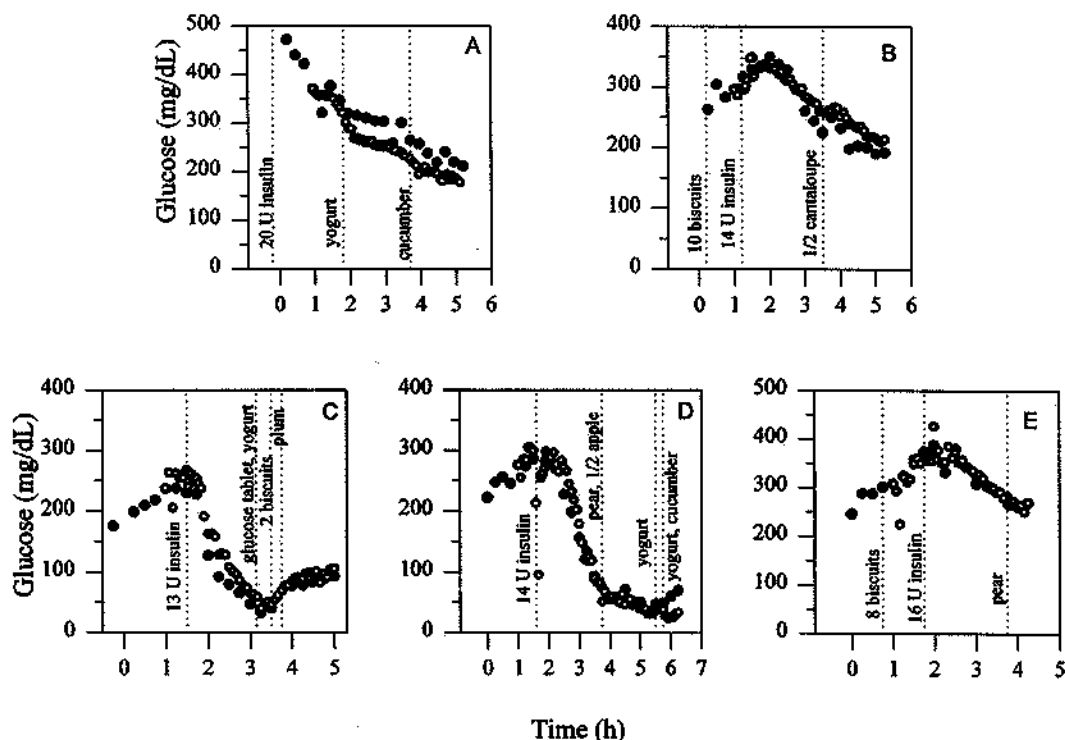 Glucose (mg/dL)
500
400
300
200
100
0
A
20 U insulin
yogurt
cucumber
0 1 2 3 4 5 6
400
300
200
100
0
B
10 biscuits
14 U insulin
1/2 cantaloupe
0 1 2 3 4 5 6
Glucose (mg/dL)
400
300
200
100
0
C
13 U insulin
glucose tablet, yogurt
2 biscuits
plum
0 1 2 3 4 5
400
300
200
100
0
D
14 U insulin
pear, 1/2 apple
yogurt
yogurt, cucumber
0 1 2 3 4 5 6 7
500
400
300
200
100
0
E
8 biscuits
16 U insulin
pear
0 1 2 3 4 5
Time (h)